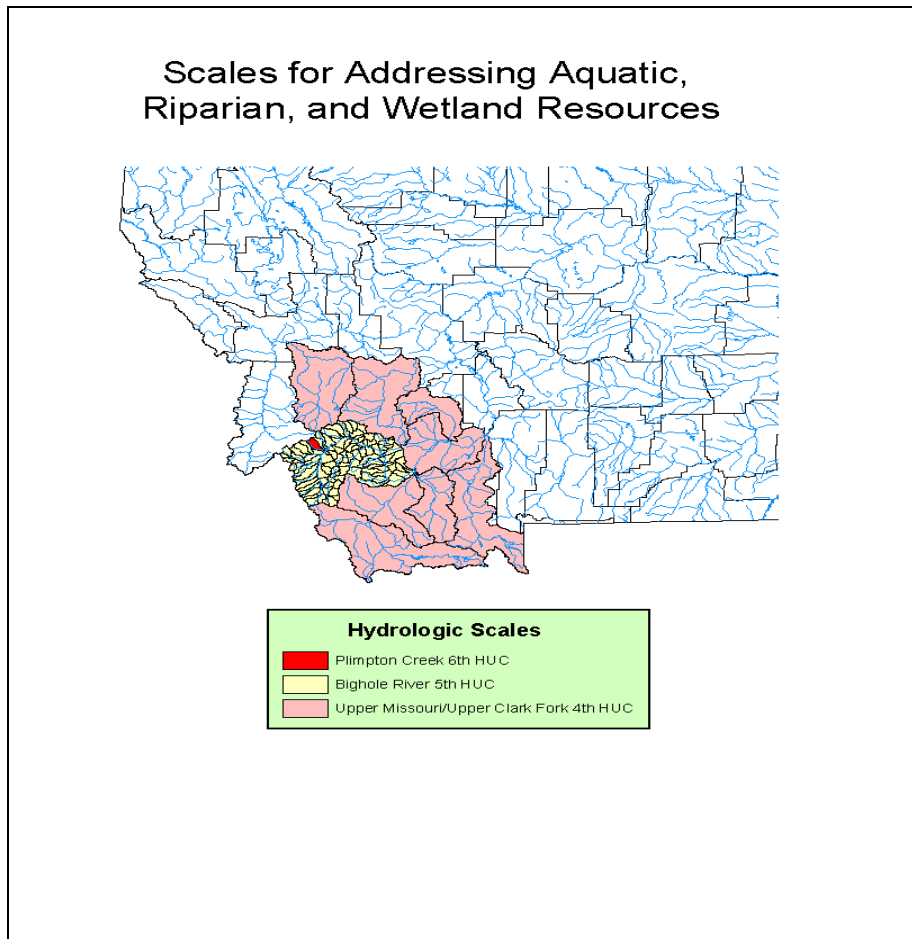 Scales for Addressing Aquatic,
Riparian, and Wetland Resources
Hydrologic Scales
Plimpton Creek 6th HUC
Bighole River 5th HUC
Upper Missouri/Upper Clark Fork 4th HUC